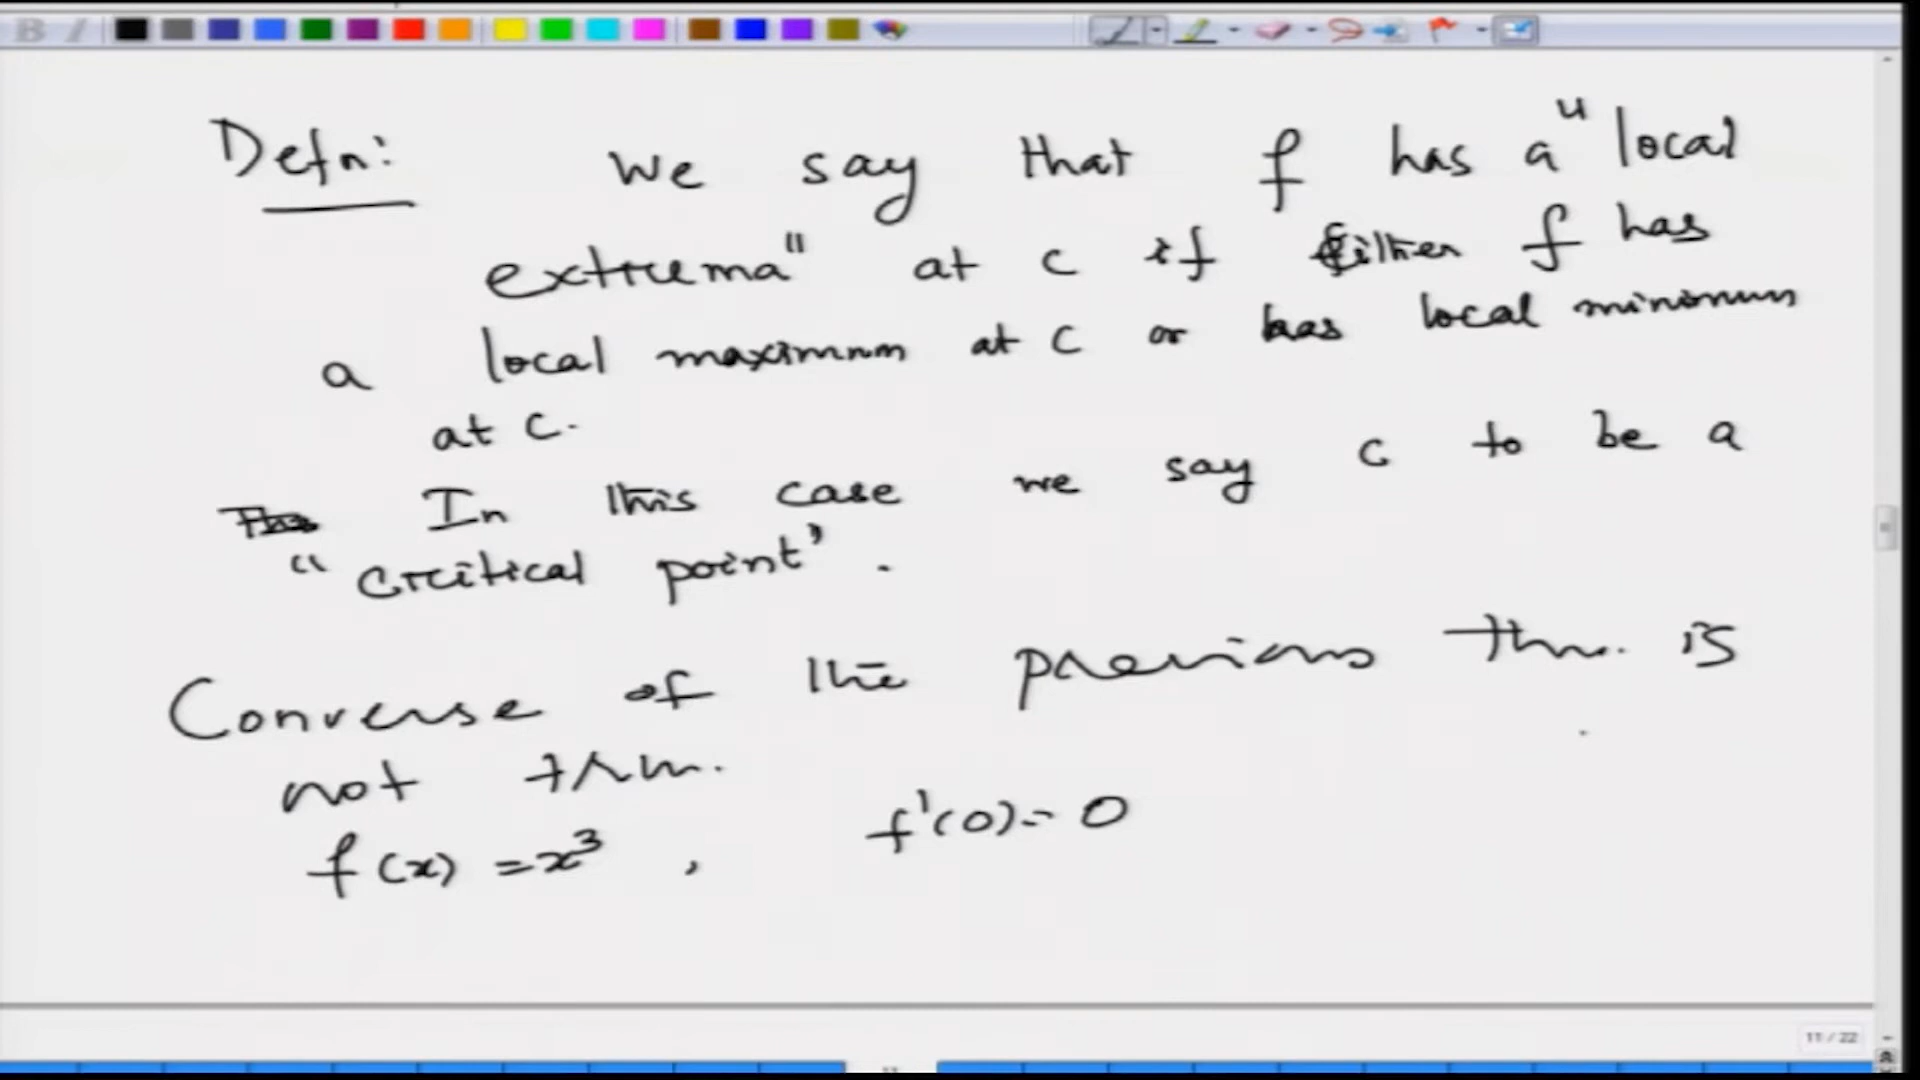 Defn: We say that f has a "local
extrema" at c if either f has
a local maximum at c or has local minimum
at c.
In this case we say c to be a
"critical point".
Converse of the previous thm. is
not true.
f(x) = x³, f'(0) = 0
11 / 22